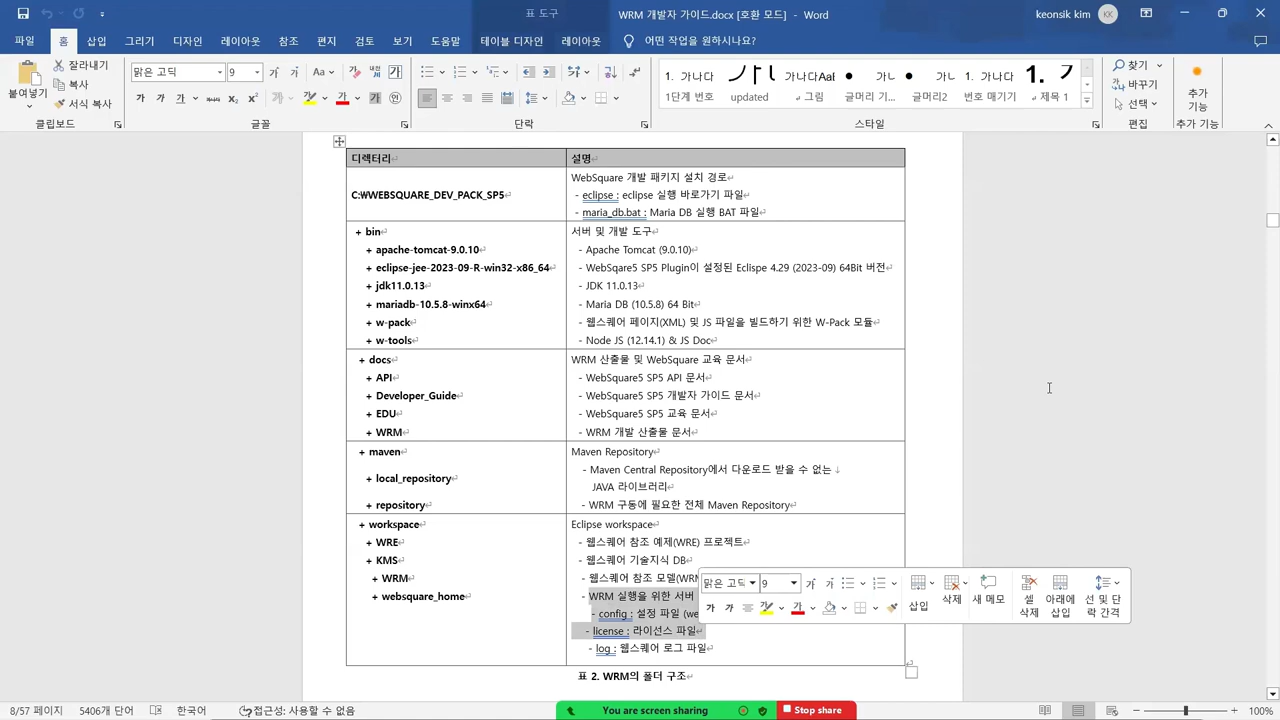 표 도구
WRM 개발자 가이드.docx [호환 모드] - Word
keonsik kim
KK
파일 홈 삽입 그리기 디자인 레이아웃 참조 편지 검토 보기 도움말 테이블 디자인 레이아웃 어떤 작업을 원하시나요?
붙여넣기
잘라내기
복사
서식 복사
클립보드
맑은 고딕 9
글꼴
단락
1. 가나다
1단계 번호
updated
가나다Aa
그림
글머리 기...
글머리2
1. 가나다
번호 매기기
1.
제목 1
스타일
찾기
바꾸기
선택
편집
추가 기능
추가 기능
디렉터리 설명
C:\WEBSQUARE_DEV_PACK_SP5
WebSquare 개발 패키지 설치 경로
- eclipse : eclipse 실행 바로가기 파일
- maria_db.bat : Maria DB 실행 BAT 파일
+ bin 서버 및 개발 도구
+ apache-tomcat-9.0.10 - Apache Tomcat (9.0.10)
+ eclipse-jee-2023-09-R-win32-x86_64 - WebSqare5 SP5 Plugin이 설정된 Eclispe 4.29 (2023-09) 64Bit 버전
+ jdk11.0.13 - JDK 11.0.13
+ mariadb-10.5.8-winx64 - Maria DB (10.5.8) 64 Bit
+ w-pack - 웹스퀘어 페이지(XML) 및 JS 파일을 빌드하기 위한 W-Pack 모듈
+ w-tools - Node JS (12.14.1) & JS Doc
+ docs WRM 산출물 및 WebSquare 교육 문서
+ API - WebSquare5 SP5 API 문서
+ Developer_Guide - WebSquare5 SP5 개발자 가이드 문서
+ EDU - WebSquare5 SP5 교육 문서
+ WRM - WRM 개발 산출물 문서
+ maven Maven Repository
+ local_repository - Maven Central Repository에서 다운로드 받을 수 없는
JAVA 라이브러리
+ repository - WRM 구동에 필요한 전체 Maven Repository
+ workspace Eclipse workspace
+ WRE - 웹스퀘어 참조 예제(WRE) 프로젝트
+ KMS - 웹스퀘어 기술지식 DB
+ WRM - 웹스퀘어 참조 모델(WRM
+ websquare_home - WRM 실행을 위한 서버
- config : 설정 파일 (we
- license : 라이선스 파일
- log : 웹스퀘어 로그 파일
맑은 고딕 9
가 가
삽입 삭제 새 메모 셀 삭제 아래에 삽입 선 및 단락 간격
표 2. WRM의 폴더 구조
8/57 페이지 5406개 단어 한국어 접근성: 사용할 수 없음
You are screen sharing
Stop share
100%